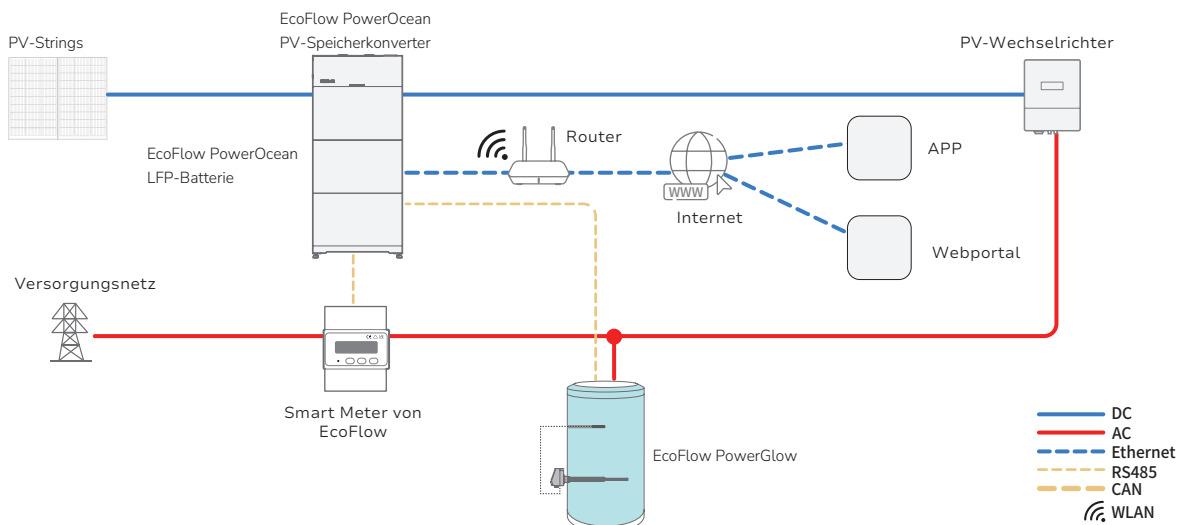 EcoFlow PowerOcean
PV-Speicherkonverter
PV-Strings
PV-Wechselrichter
EcoFlow PowerOcean
LFP-Batterie
Router
APP
WWW
Internet
Webportal
Versorgungsnetz
Smart Meter von
EcoFlow
EcoFlow PowerGlow
DC
AC
Ethernet
RS485
CAN
WLAN